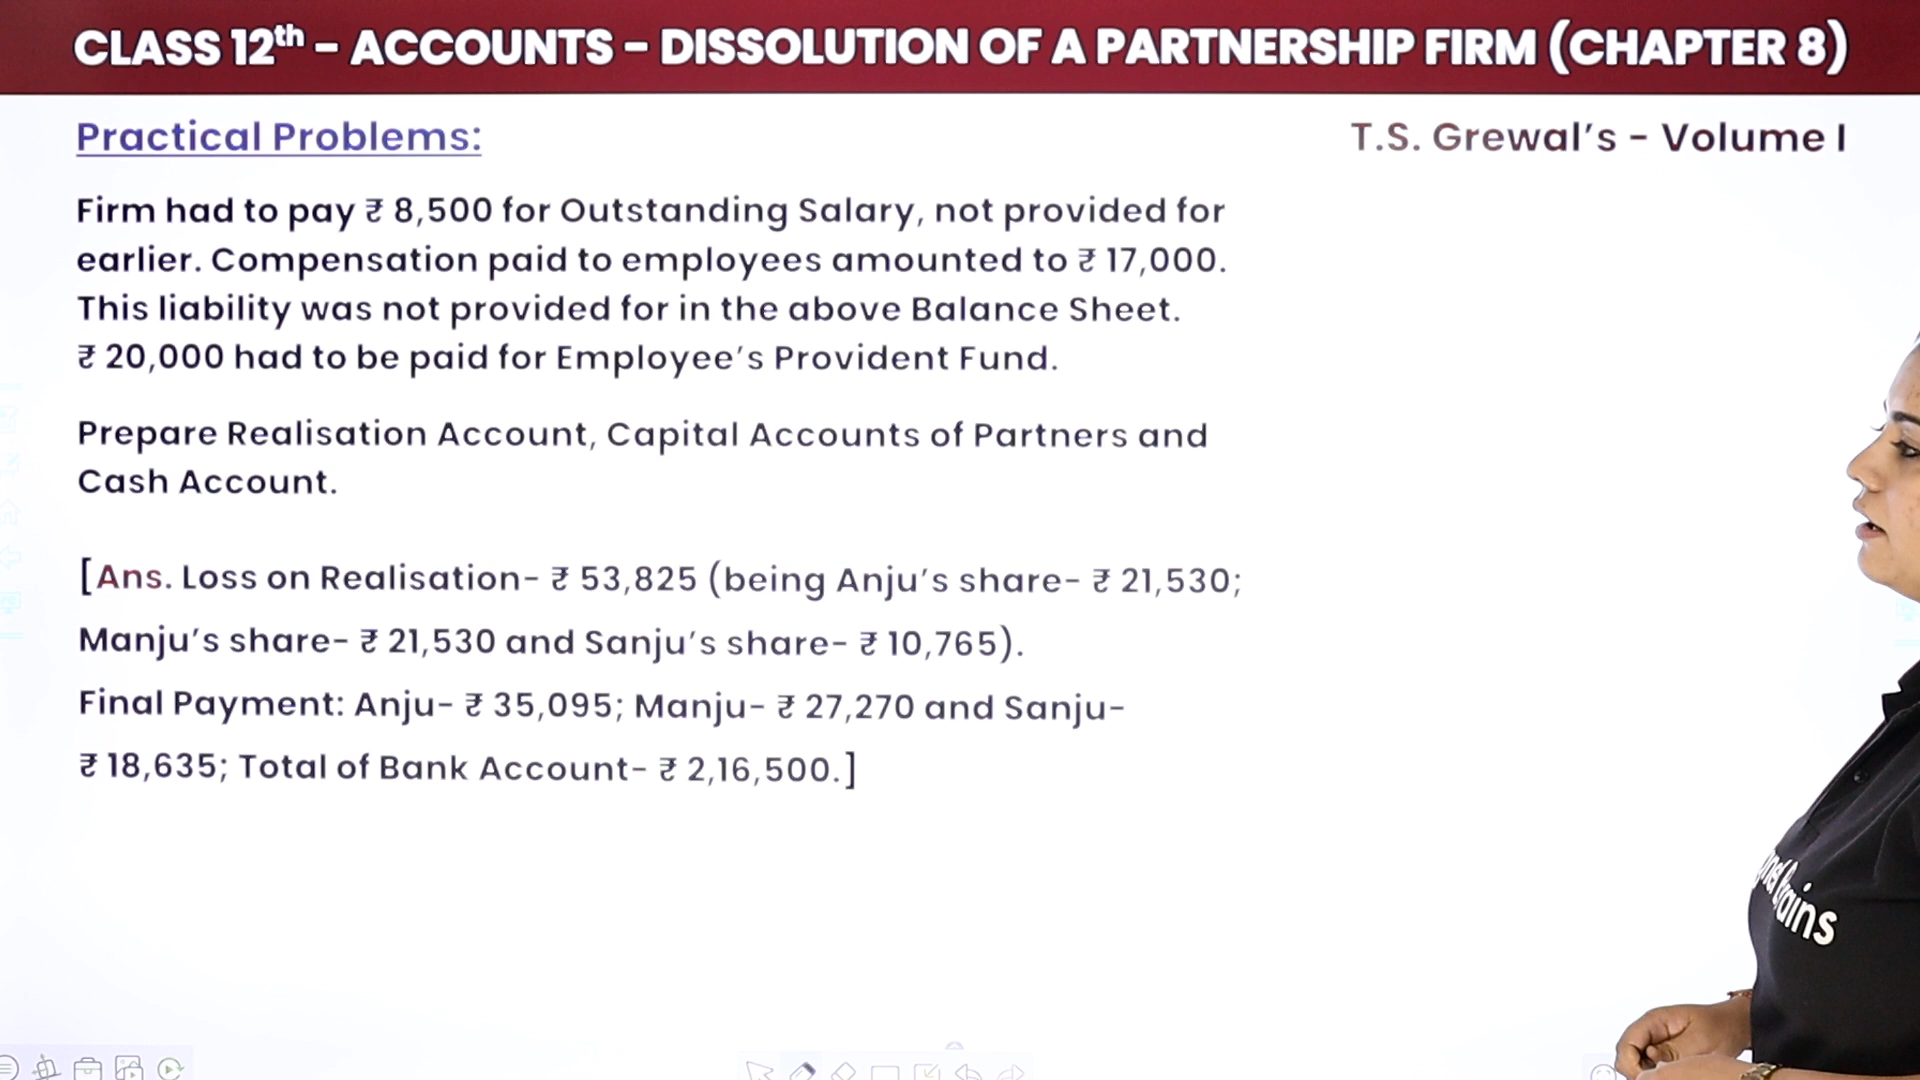 CLASS 12th – ACCOUNTS – DISSOLUTION OF A PARTNERSHIP FIRM (CHAPTER 8)
Practical Problems:
T.S. Grewal's – Volume I
Firm had to pay ₹ 8,500 for Outstanding Salary, not provided for
earlier. Compensation paid to employees amounted to ₹ 17,000.
This liability was not provided for in the above Balance Sheet.
₹ 20,000 had to be paid for Employee's Provident Fund.
Prepare Realisation Account, Capital Accounts of Partners and
Cash Account.
[Ans. Loss on Realisation- ₹ 53,825 (being Anju's share- ₹ 21,530;
Manju's share- ₹ 21,530 and Sanju's share- ₹ 10,765).
Final Payment: Anju- ₹ 35,095; Manju- ₹ 27,270 and Sanju-
₹ 18,635; Total of Bank Account- ₹ 2,16,500.]